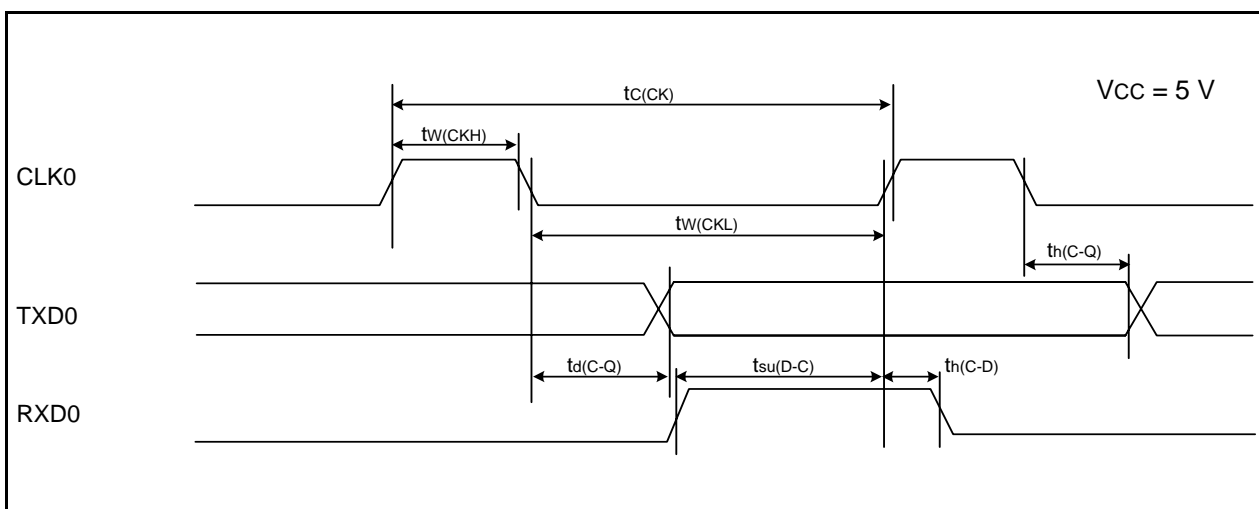 tC(CK)
VCC = 5 V
tW(CKH)
CLK0
tW(CKL)
th(C-Q)
TXD0
td(C-Q)
tsu(D-C)
th(C-D)
RXD0